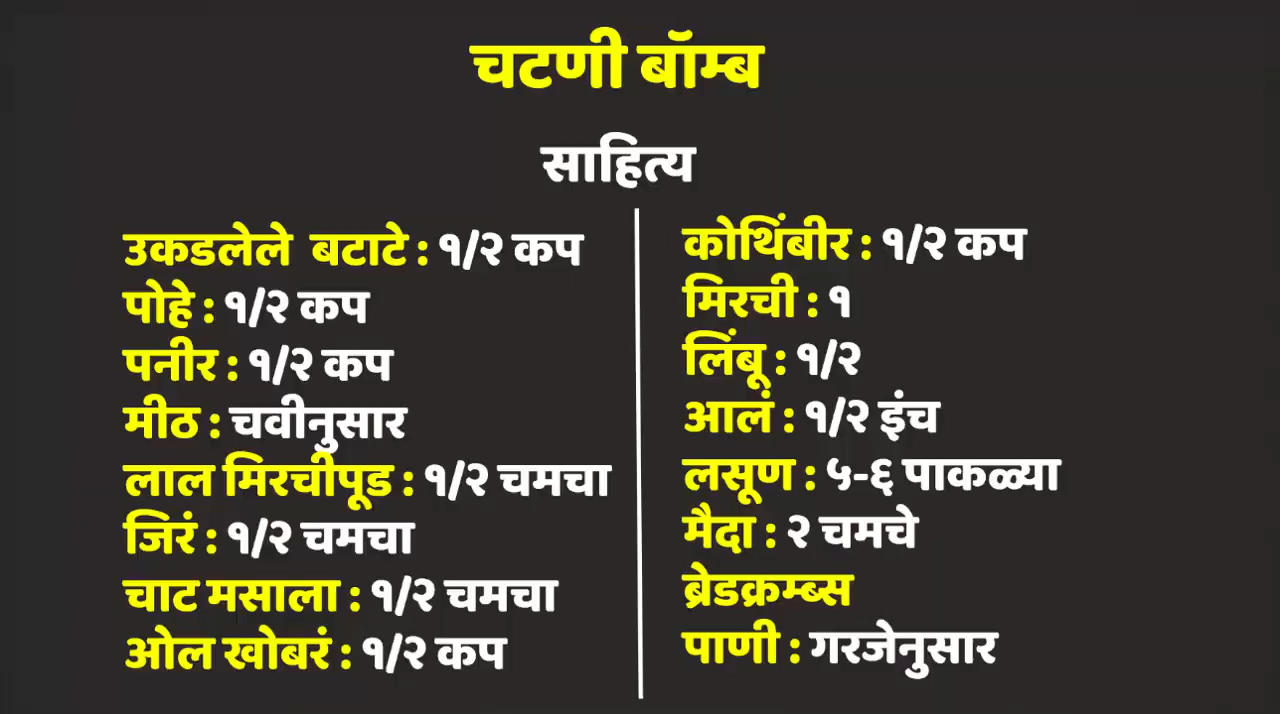 चटणी बॉम्ब
साहित्य
उकडलेले बटाटे : १/२ कप
पोहे : १/२ कप
पनीर : १/२ कप
मीठ : चवीनुसार
लाल मिरचीपूड : १/२ चमचा
जिरं : १/२ चमचा
चाट मसाला : १/२ चमचा
ओल खोबरं : १/२ कप
कोथिंबीर : १/२ कप
मिरची : १
लिंबू : १/२
आलं : १/२ इंच
लसूण : ५-६ पाकळ्या
मैदा : २ चमचे
ब्रेडक्रम्ब्स
पाणी : गरजेनुसार